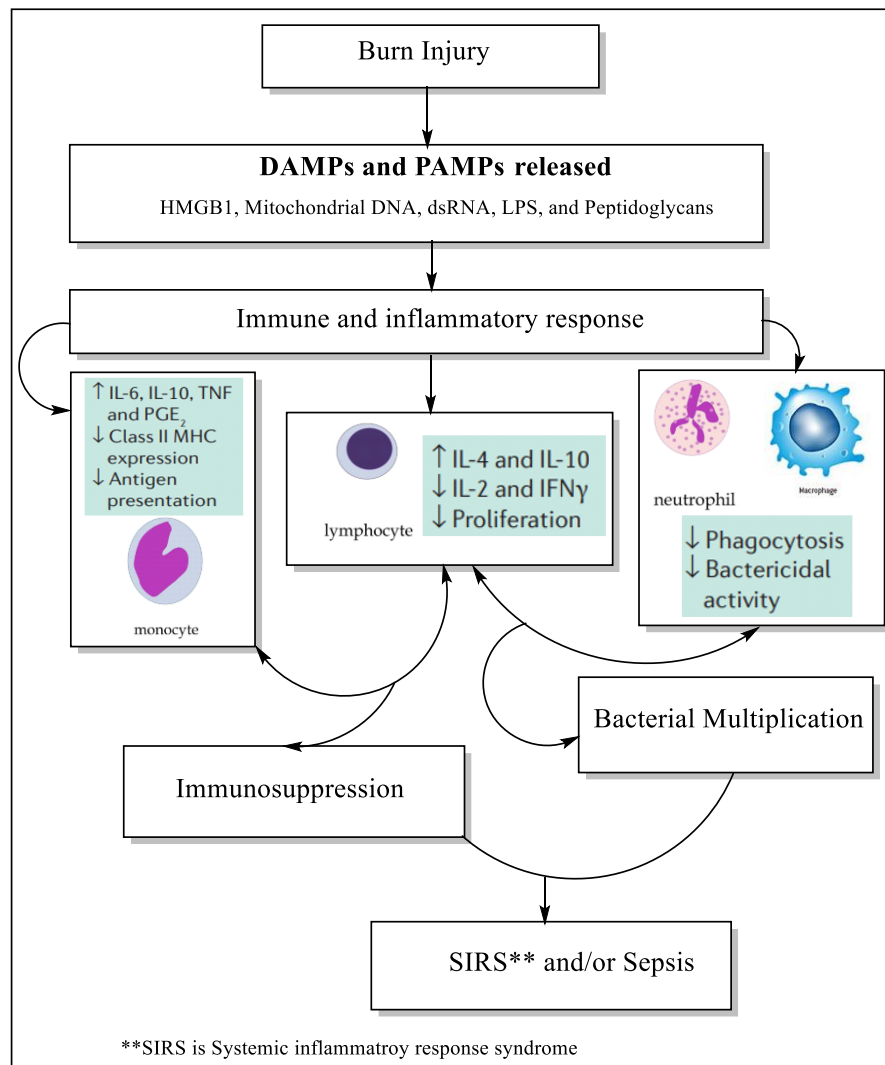 Burn Injury
DAMPs and PAMPs released
HMGB1, Mitochondrial DNA, dsRNA, LPS, and Peptidoglycans
Immune and inflammatory response
↑ IL-6, IL-10, TNF
and PGE₂
↓ Class II MHC
expression
↓ Antigen
presentation
monocyte
lymphocyte
↑ IL-4 and IL-10
↓ IL-2 and IFNγ
↓ Proliferation
neutrophil
Macrophage
↓ Phagocytosis
↓ Bactericidal
activity
Bacterial Multiplication
Immunosuppression
SIRS** and/or Sepsis
**SIRS is Systemic inflammatroy response syndrome